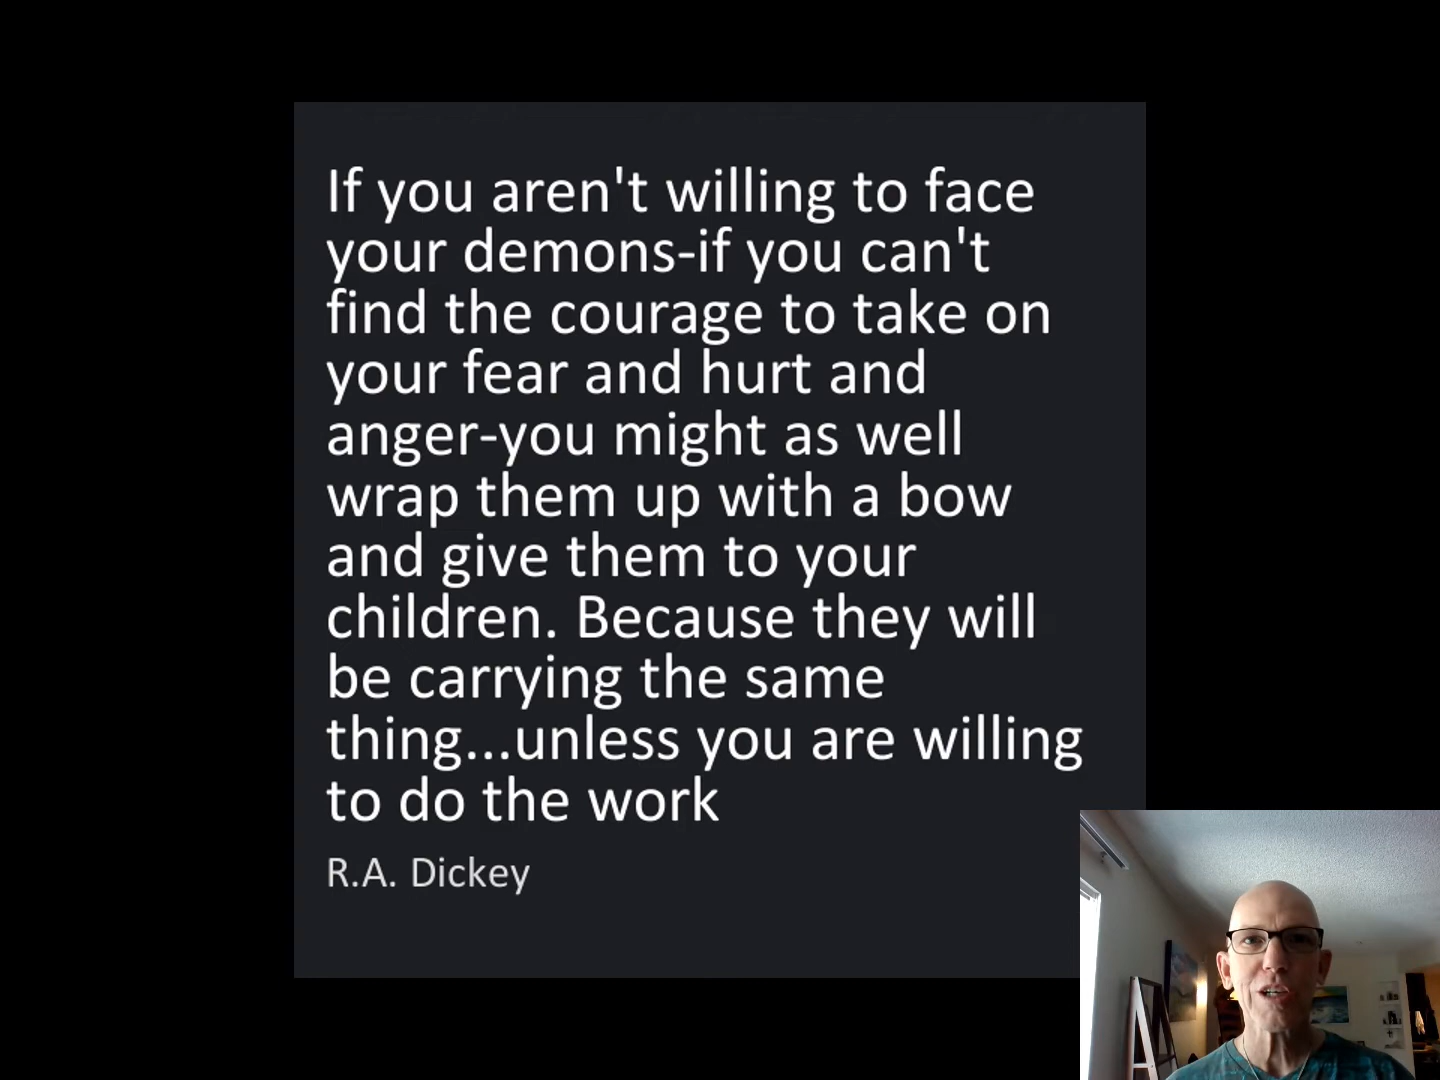 If you aren't willing to face
your demons-if you can't
find the courage to take on
your fear and hurt and
anger-you might as well
wrap them up with a bow
and give them to your
children. Because they will
be carrying the same
thing...unless you are willing
to do the work
R.A. Dickey